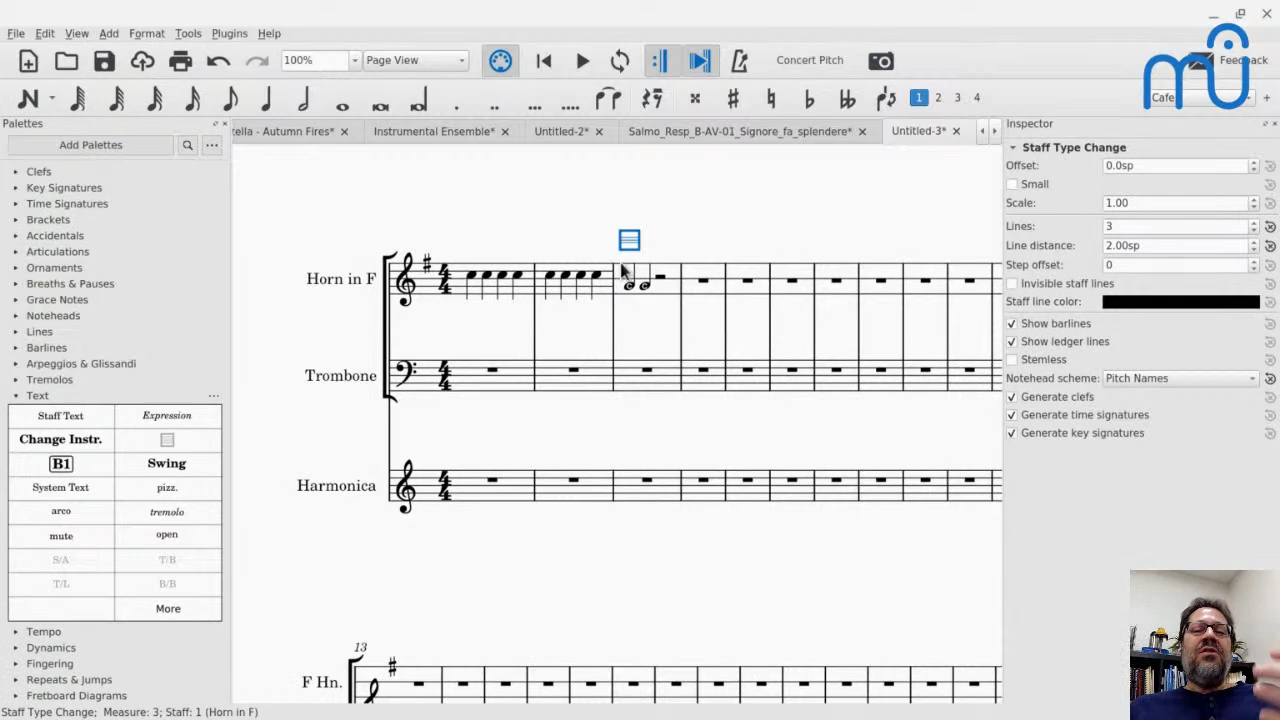 File Edit View Add Format Tools Plugins Help
100% Page View Concert Pitch Feedback
1 2 3 4
Palettes
tella - Autumn Fires* Instrumental Ensemble* Untitled-2* Salmo_Resp_B-AV-01_Signore_fa_splendere* Untitled-3*
Add Palettes
Clefs
Key Signatures
Time Signatures
Brackets
Accidentals
Articulations
Ornaments
Breaths & Pauses
Grace Notes
Noteheads
Lines
Barlines
Arpeggios & Glissandi
Tremolos
Text
Staff Text Expression
Change Instr.
B1 Swing
System Text pizz.
arco tremolo
mute open
S/A T/B
T/L B/B
More
Tempo
Dynamics
Fingering
Repeats & Jumps
Fretboard Diagrams
Horn in F
Trombone
Harmonica
13
F Hn.
Inspector
Staff Type Change
Offset: 0.0sp
Small
Scale: 1.00
Lines: 3
Line distance: 2.00sp
Step offset: 0
Invisible staff lines
Staff line color:
Show barlines
Show ledger lines
Stemless
Notehead scheme: Pitch Names
Generate clefs
Generate time signatures
Generate key signatures
Staff Type Change; Measure: 3; Staff: 1 (Horn in F)